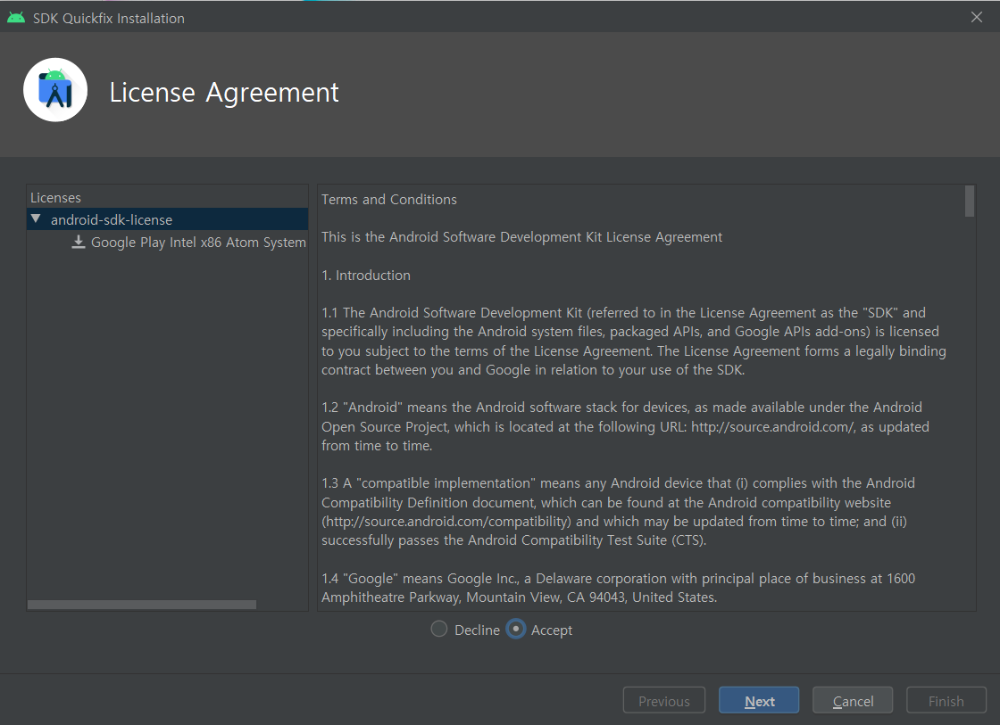 SDK Quickfix Installation
License Agreement
Licenses
android-sdk-license
Google Play Intel x86 Atom System
Terms and Conditions
This is the Android Software Development Kit License Agreement
1. Introduction
1.1 The Android Software Development Kit (referred to in the License Agreement as the "SDK" and
specifically including the Android system files, packaged APIs, and Google APIs add-ons) is licensed
to you subject to the terms of the License Agreement. The License Agreement forms a legally binding
contract between you and Google in relation to your use of the SDK.
1.2 "Android" means the Android software stack for devices, as made available under the Android
Open Source Project, which is located at the following URL: http://source.android.com/, as updated
from time to time.
1.3 A "compatible implementation" means any Android device that (i) complies with the Android
Compatibility Definition document, which can be found at the Android compatibility website
(http://source.android.com/compatibility) and which may be updated from time to time; and (ii)
successfully passes the Android Compatibility Test Suite (CTS).
1.4 "Google" means Google Inc., a Delaware corporation with principal place of business at 1600
Amphitheatre Parkway, Mountain View, CA 94043, United States.
Decline Accept
Previous Next Cancel Finish